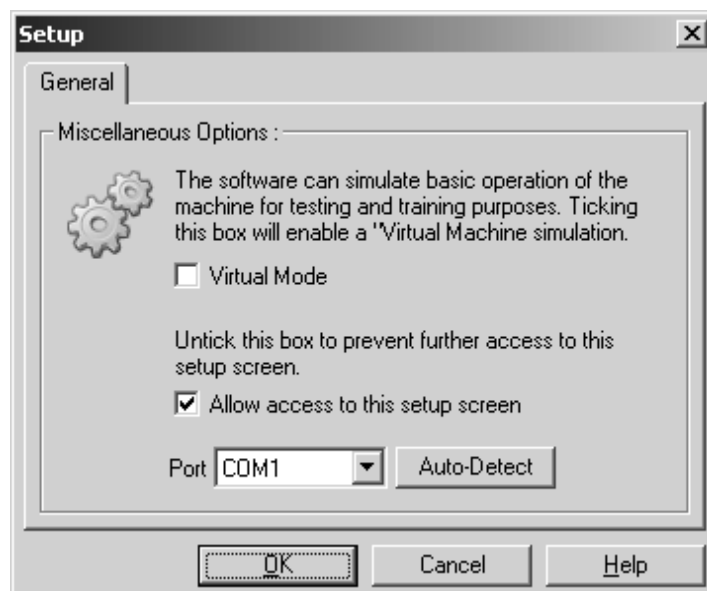 Setup
General
Miscellaneous Options :
The software can simulate basic operation of the
machine for testing and training purposes. Ticking
this box will enable a "Virtual Machine simulation.
Virtual Mode
Untick this box to prevent further access to this
setup screen.
Allow access to this setup screen
Port COM1 Auto-Detect
OK Cancel Help